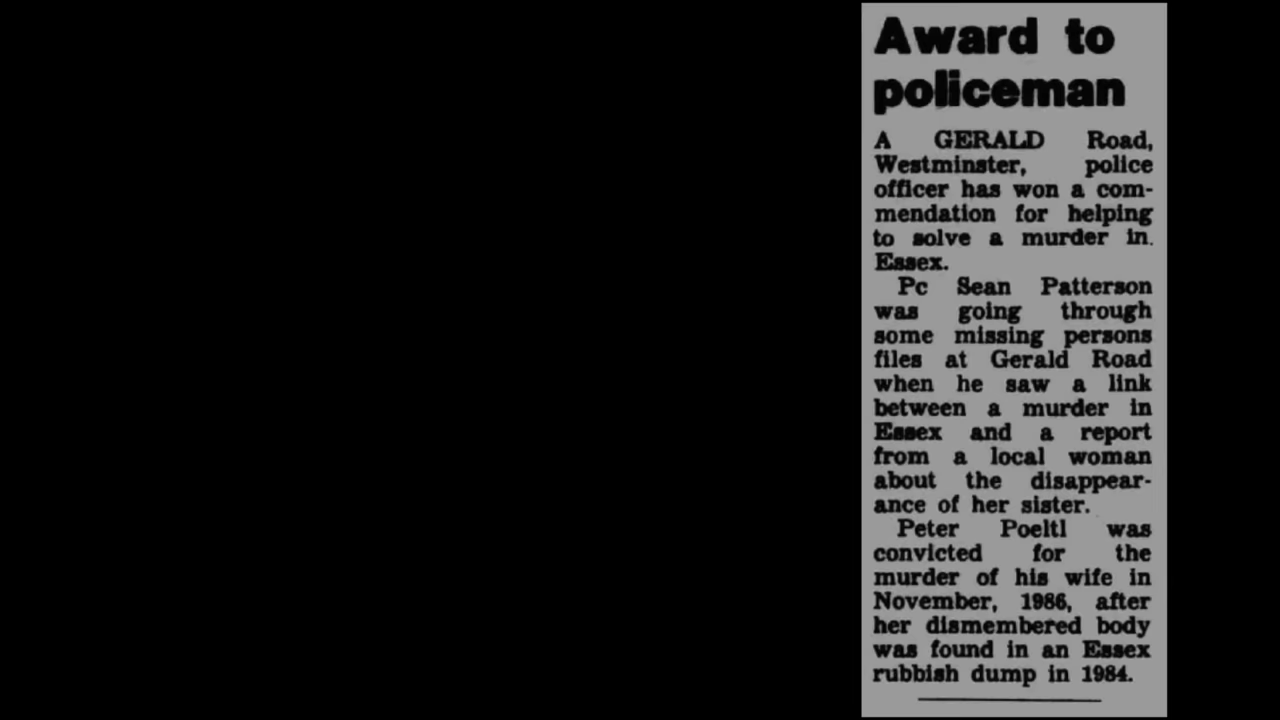 Award to
policeman
A GERALD Road,
Westminster, police
officer has won a com-
mendation for helping
to solve a murder in
Essex.
Pc Sean Patterson
was going through
some missing persons
files at Gerald Road
when he saw a link
between a murder in
Essex and a report
from a local woman
about the disappear-
ance of her sister.
Peter Poeltl was
convicted for the
murder of his wife in
November, 1986, after
her dismembered body
was found in an Essex
rubbish dump in 1984.